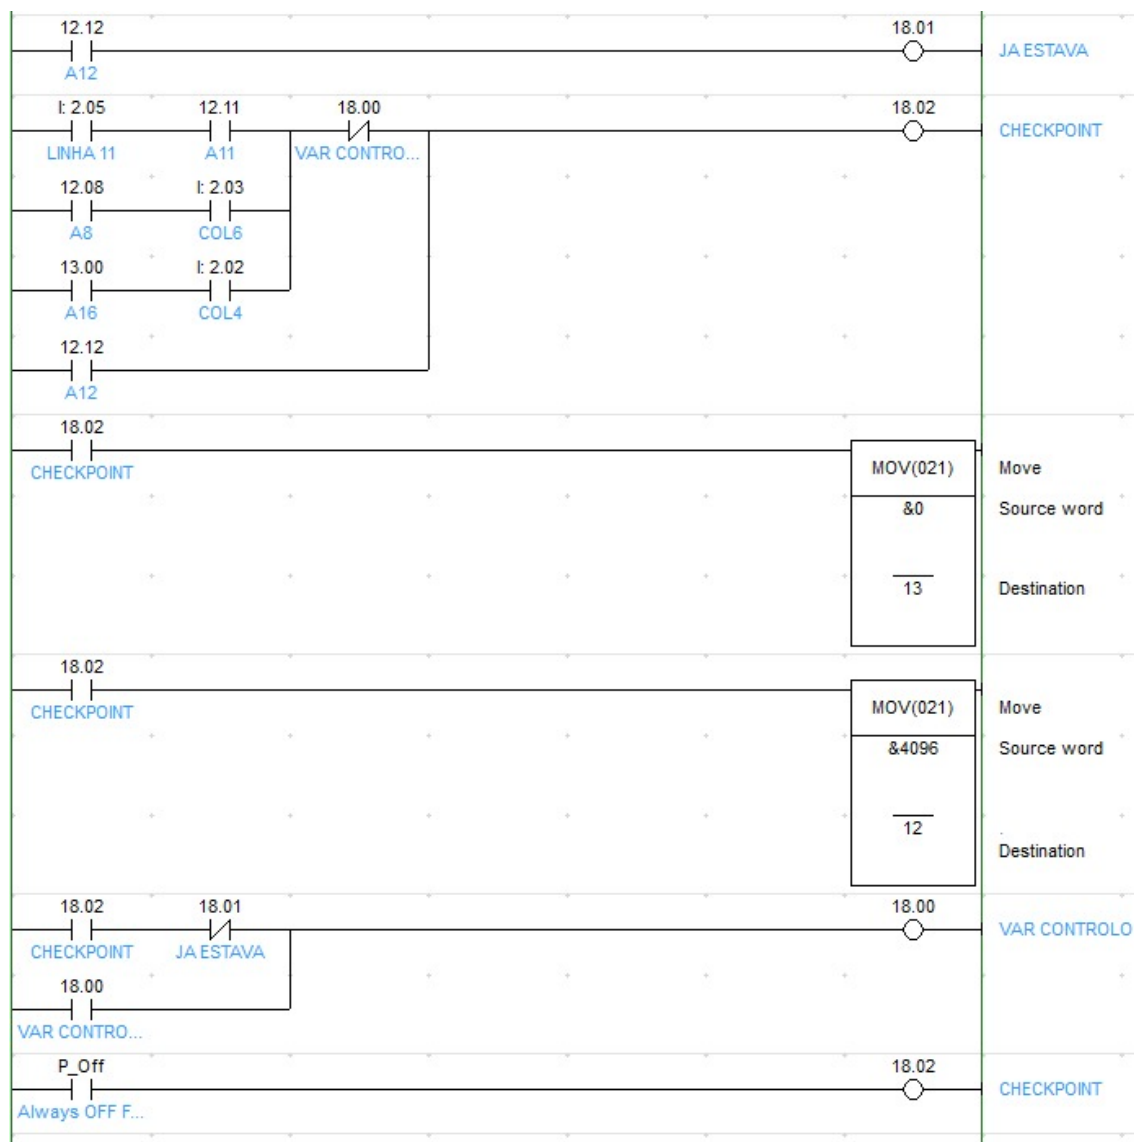 12.12 18.01
A12 JA ESTAVA
I: 2.05 12.11 18.00 18.02
LINHA 11 A11 VAR CONTRO... CHECKPOINT
12.08 I: 2.03
A8 COL6
13.00 I: 2.02
A16 COL4
12.12
A12
18.02
CHECKPOINT
MOV(021) Move
&0 Source word
13 Destination
18.02
CHECKPOINT
MOV(021) Move
&4096 Source word
12
Destination
18.02 18.01 18.00
CHECKPOINT JA ESTAVA VAR CONTROLO
18.00
VAR CONTRO...
P_Off 18.02
Always OFF F... CHECKPOINT